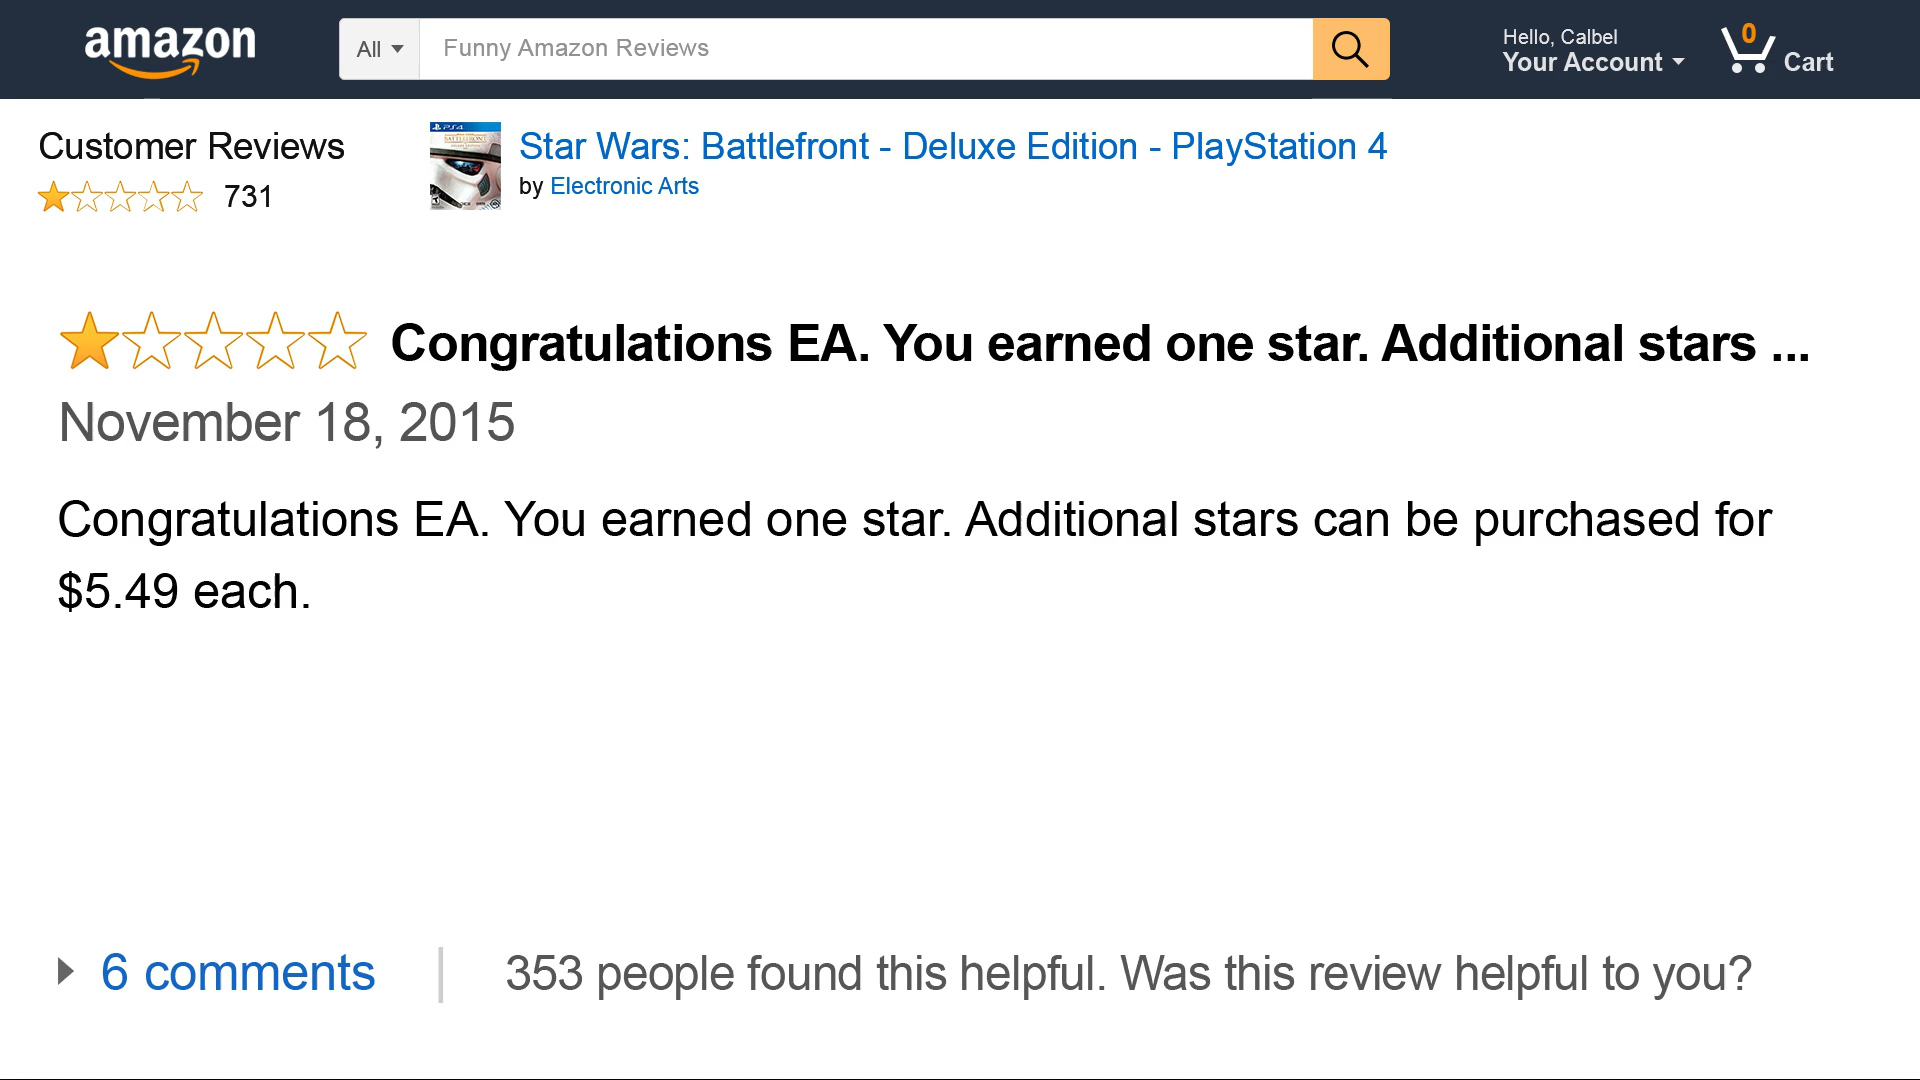 amazon
All
Funny Amazon Reviews
Hello, Calbel
Your Account
0
Cart
Customer Reviews
731
PS4
BATTLEFRONT
Star Wars: Battlefront - Deluxe Edition - PlayStation 4
by Electronic Arts
Congratulations EA. You earned one star. Additional stars ...
November 18, 2015
Congratulations EA. You earned one star. Additional stars can be purchased for
$5.49 each.
6 comments
353 people found this helpful. Was this review helpful to you?